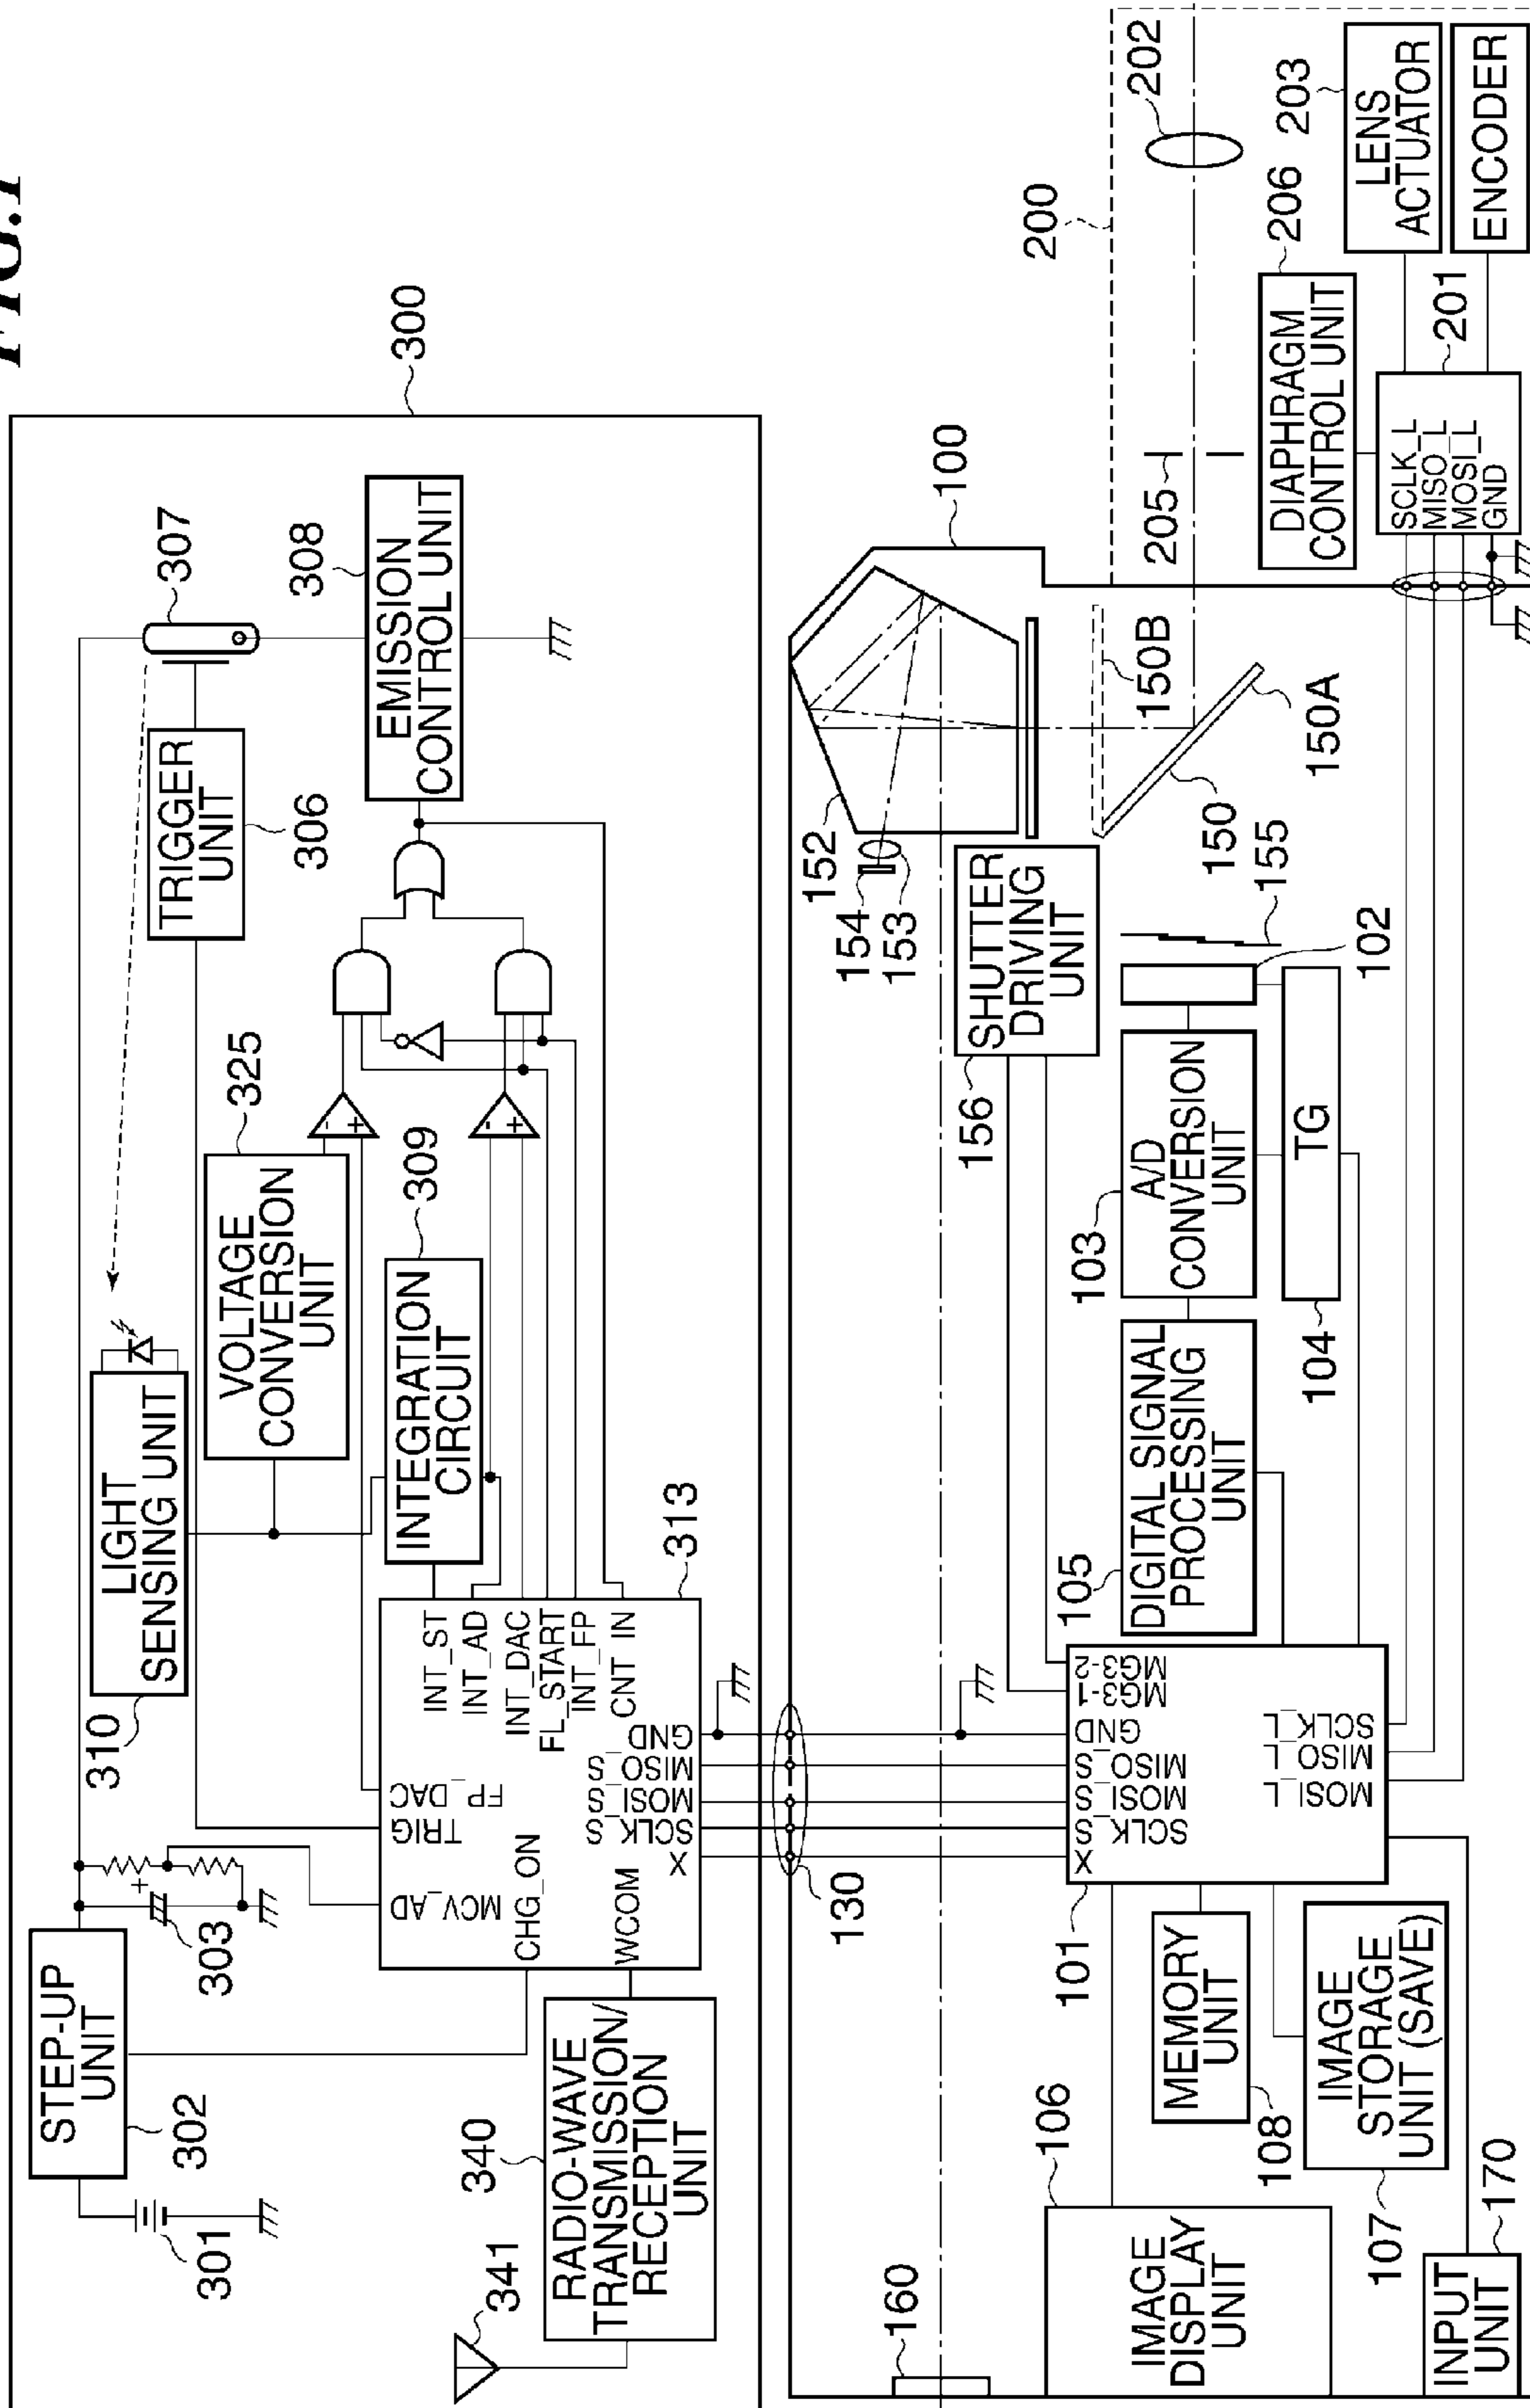 FIG.1
300
STEP-UP
UNIT
302
301
303
+
LIGHT
SENSING UNIT
310
TRIGGER
UNIT
306
307
VOLTAGE
CONVERSION
UNIT
325
EMISSION
CONTROL UNIT
308
INTEGRATION
CIRCUIT
309
-
+
-
+
RADIO-WAVE
TRANSMISSION/
RECEPTION
UNIT
340
341
MCV_AD
TRIG
FP_DAC
CHG_ON
WCOM
INT_ST
INT_AD
INT_DAC
FL_START
INT_FP
CNT IN
X
SCLK_S
MOSI_S
MISO_S
GND
313
130
100
152
154
153
160
SHUTTER
DRIVING
UNIT
156
150B
150A
150
155
102
A/D
CONVERSION
UNIT
103
TG
104
DIGITAL SIGNAL
PROCESSING
UNIT
105
X
SCLK_S
MOSI_S
MISO_S
GND
MG3-1
MG3-2
MOSI_L
MISO_L
SCLK_L
101
IMAGE
DISPLAY
UNIT
106
MEMORY
UNIT
108
IMAGE
STORAGE
UNIT (SAVE)
107
INPUT
UNIT
170
200
202
205
DIAPHRAGM
CONTROL UNIT
206
LENS
ACTUATOR
203
ENCODER
SCLK_L
MISO_L
MOSI_L
GND
201